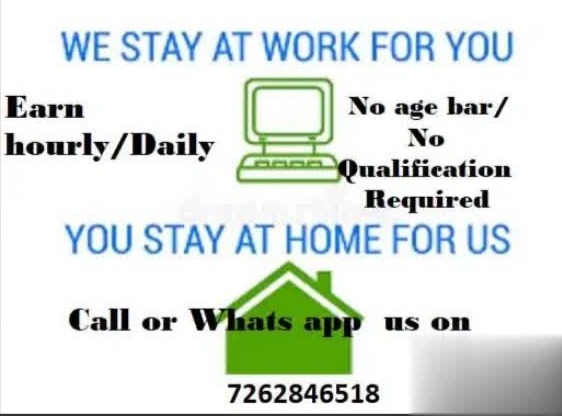 WE STAY AT WORK FOR YOU
Earn
hourly/Daily
No age bar/
No
Qualification
Required
YOU STAY AT HOME FOR US
Call or Whats app us on
7262846518